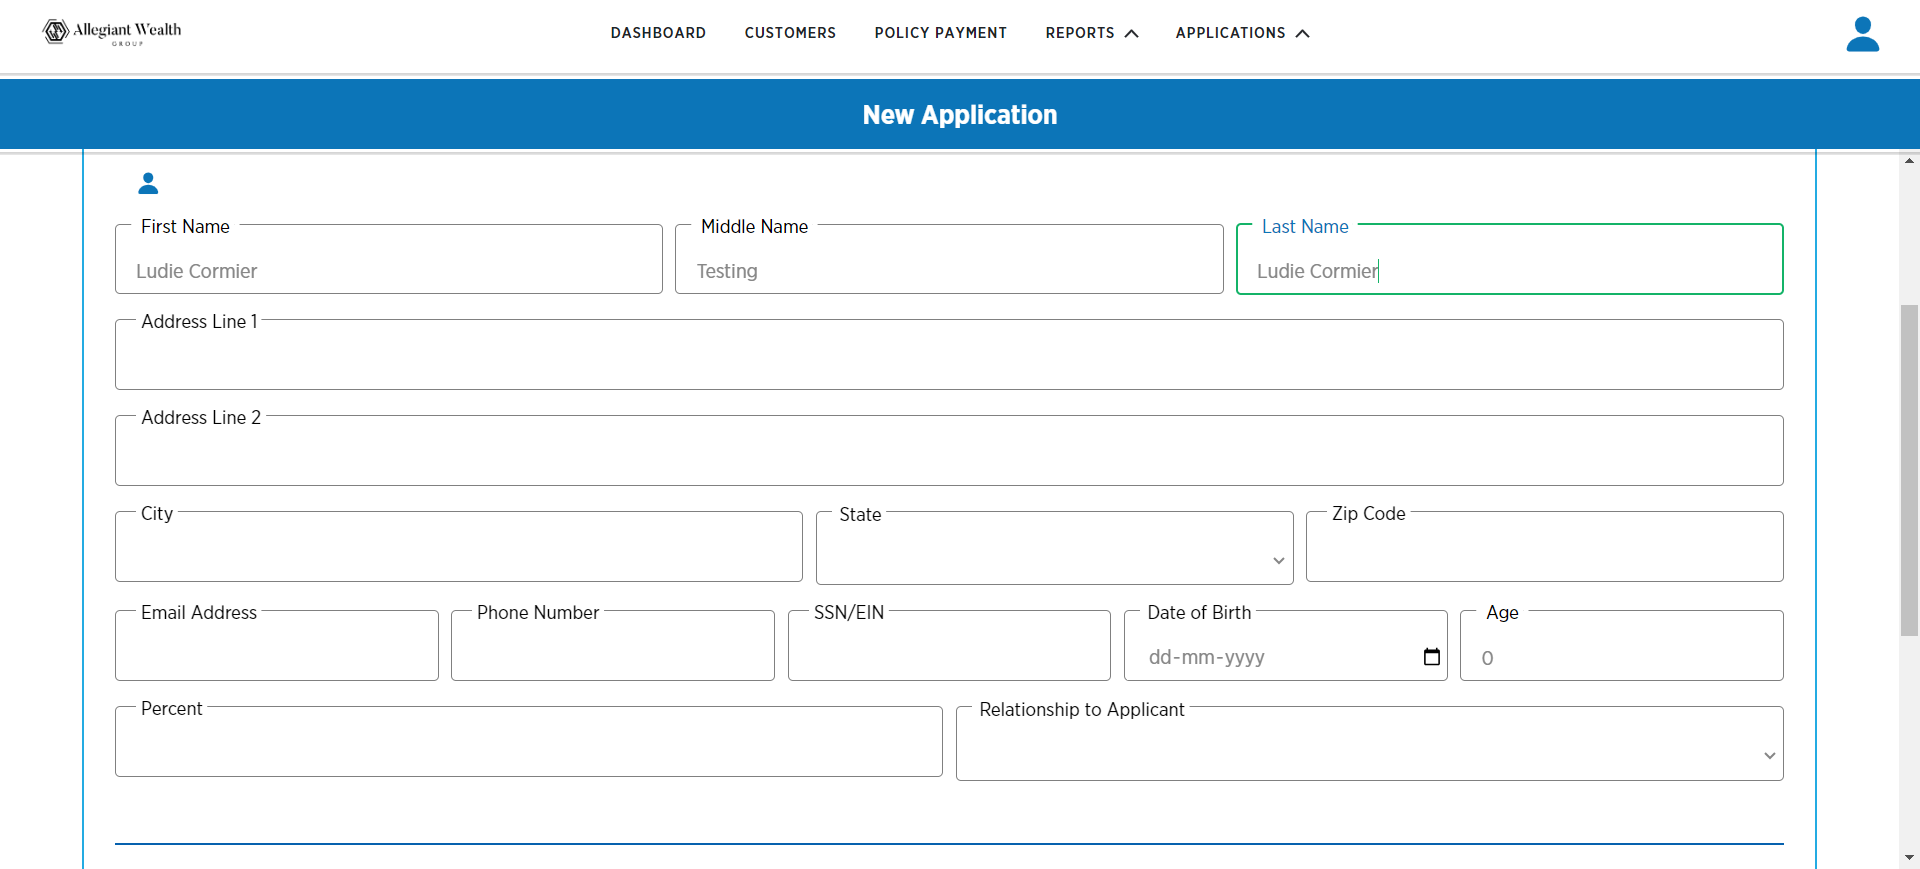 Allegiant Wealth
GROUP
DASHBOARD CUSTOMERS POLICY PAYMENT REPORTS APPLICATIONS
New Application
First Name Middle Name Last Name
Ludie Cormier Testing Ludie Cormier
Address Line 1
Address Line 2
City State Zip Code
Email Address Phone Number SSN/EIN Date of Birth Age
dd-mm-yyyy 0
Percent Relationship to Applicant